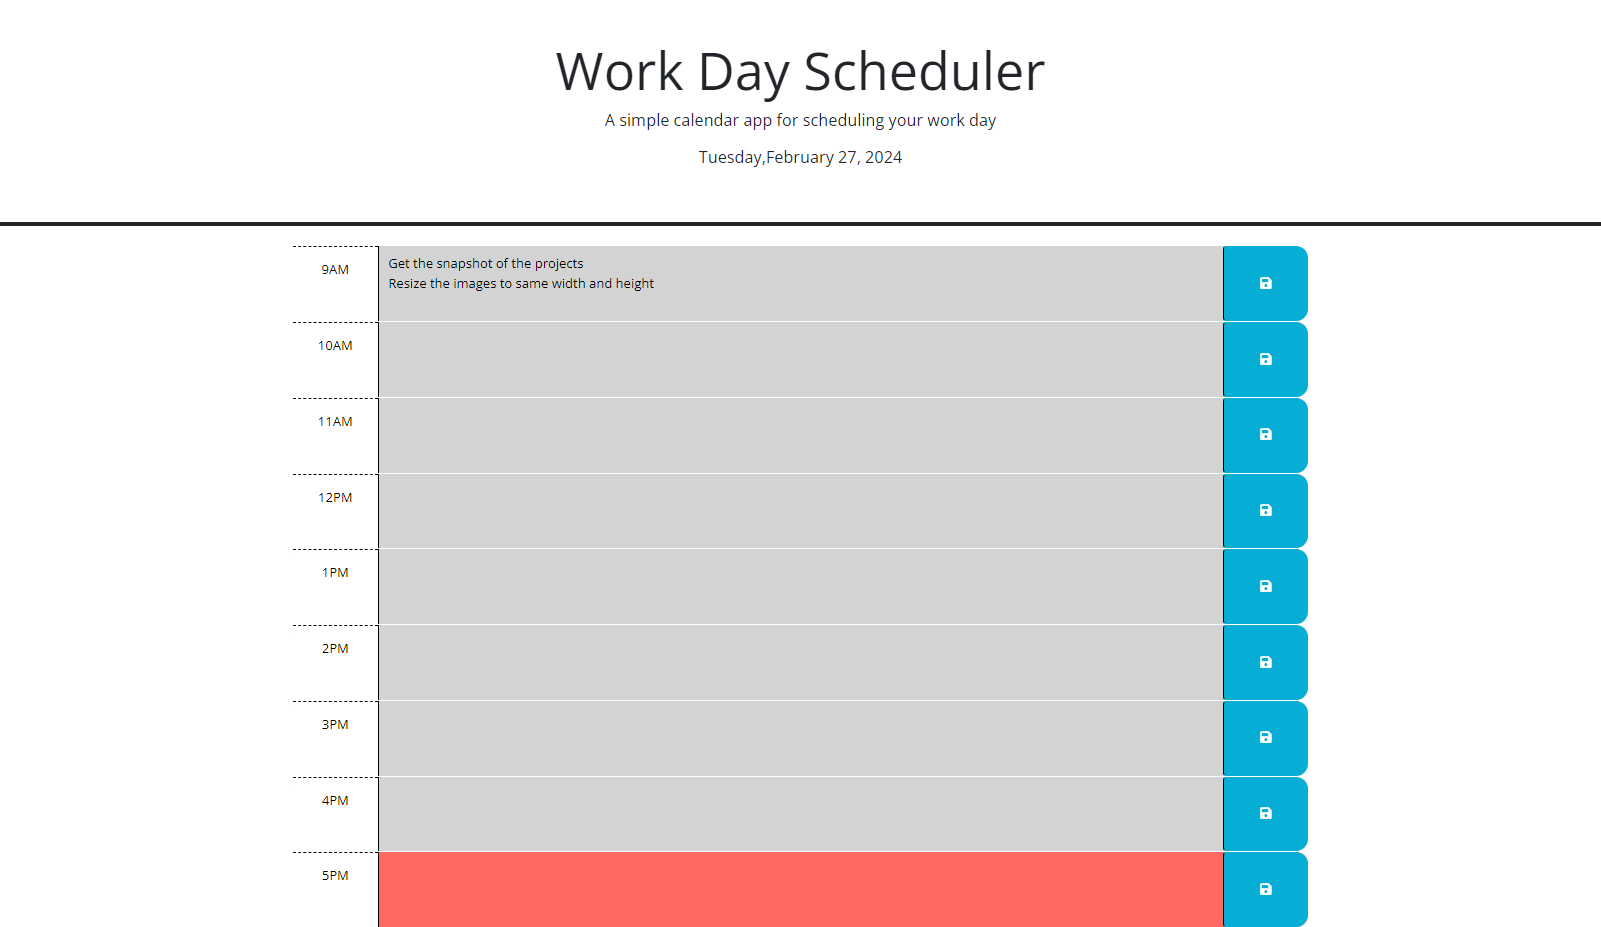 Work Day Scheduler
A simple calendar app for scheduling your work day
Tuesday,February 27, 2024
9AM
Get the snapshot of the projects
Resize the images to same width and height
10AM
11AM
12PM
1PM
2PM
3PM
4PM
5PM